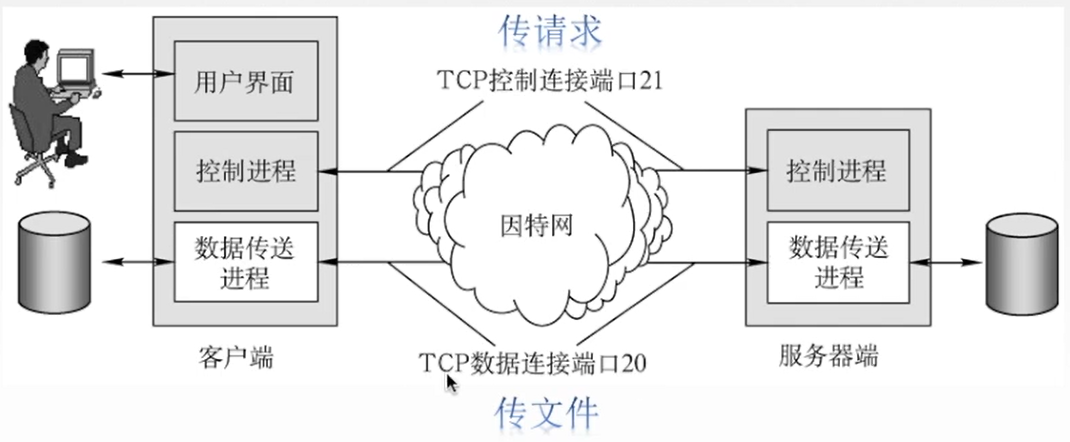 传请求
TCP控制连接端口21
用户界面
控制进程
控制进程
因特网
数据传送
进程
数据传送
进程
客户端
TCP数据连接端口20
服务器端
传文件